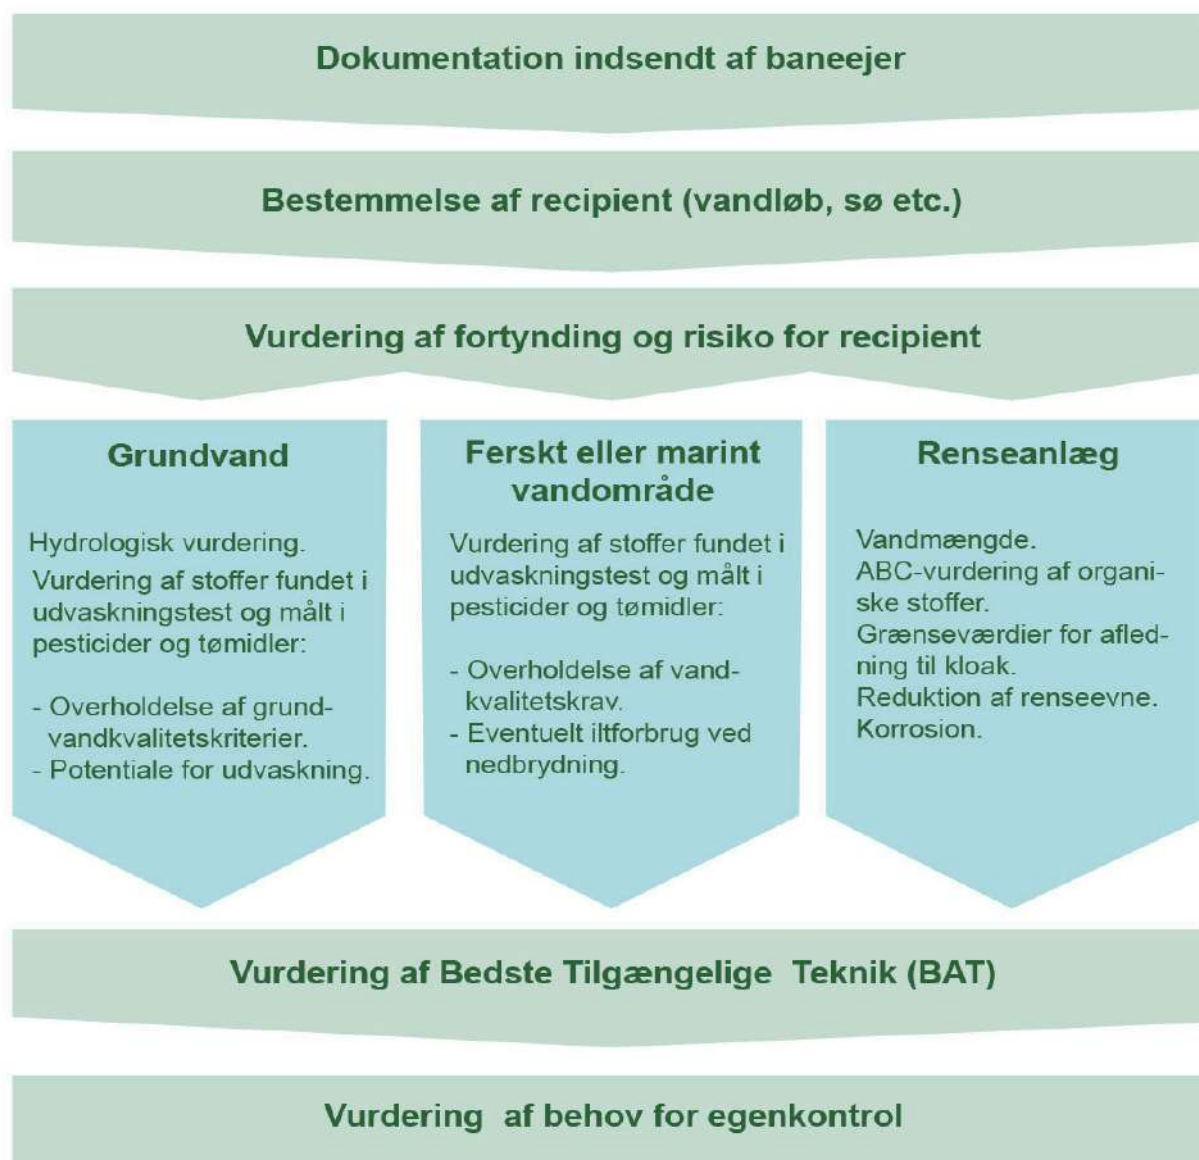 Dokumentation indsendt af baneejer
Bestemmelse af recipient (vandløb, sø etc.)
Vurdering af fortynding og risiko for recipient
Grundvand
Hydrologisk vurdering.
Vurdering af stoffer fundet i
udvaskningstest og målt i
pesticider og tømidler:
- Overholdelse af grund-
vandkvalitetskriterier.
- Potentiale for udvaskning.
Ferskt eller marint
vandområde
Vurdering af stoffer fundet i
udvaskningstest og målt i
pesticider og tømidler:
- Overholdelse af vand-
kvalitetskrav.
- Eventuelt iltforbrug ved
nedbrydning.
Renseanlæg
Vandmængde.
ABC-vurdering af organi-
ske stoffer.
Grænseværdier for afled-
ning til kloak.
Reduktion af renseevne.
Korrosion.
Vurdering af Bedste Tilgængelige Teknik (BAT)
Vurdering af behov for egenkontrol